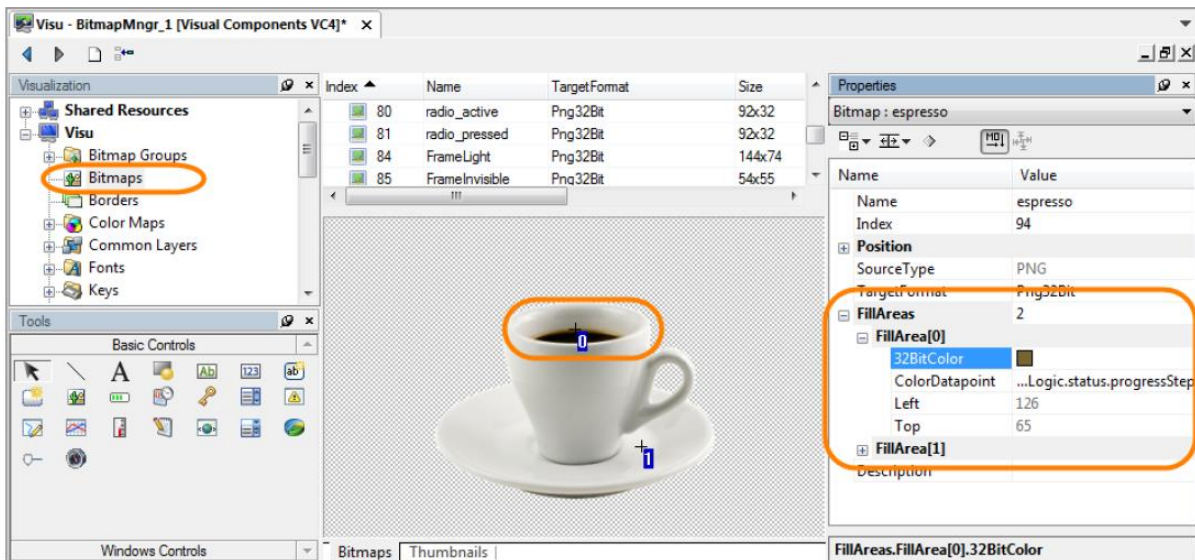 Visu - BitmapMngr_1 [Visual Components VC4]* ×
Visualization
Shared Resources
Visu
Bitmap Groups
Bitmaps
Borders
Color Maps
Common Layers
Fonts
Keys
Tools
Basic Controls
A
Ab
123
ab
Windows Controls
Index Name TargetFormat Size
80 radio_active Png32Bit 92x32
81 radio_pressed Png32Bit 92x32
84 FrameLight Png32Bit 144x74
85 FrameInvisible Png32Bit 54x55
0
1
Bitmaps Thumbnails
Properties
Bitmap : espresso
Name Value
Name espresso
Index 94
Position
SourceType PNG
TargetFormat Png32Bit
FillAreas 2
FillArea[0]
32BitColor
ColorDatapoint ...Logic.status.progressStep
Left 126
Top 65
FillArea[1]
Description
FillAreas.FillArea[0].32BitColor